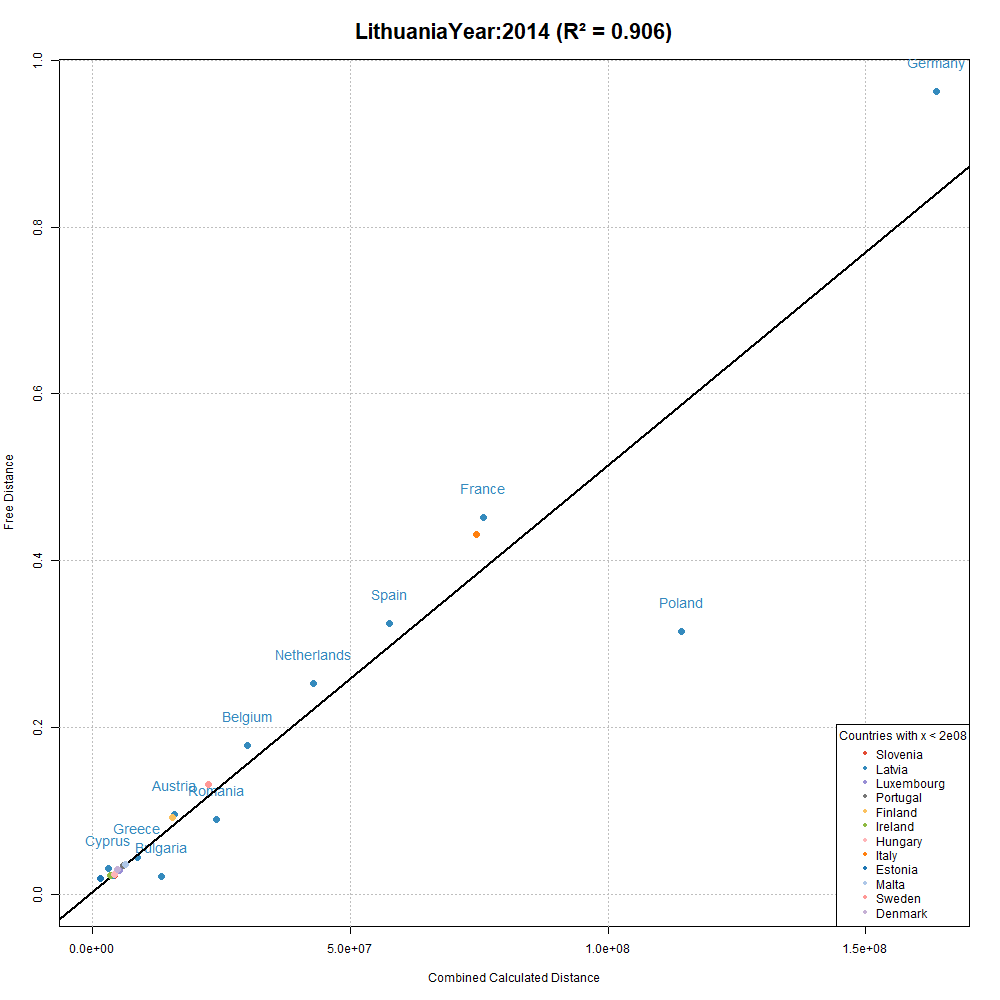 LithuaniaYear:2014 (R² = 0.906)
Germany
France
Poland
Spain
Netherlands
Belgium
Austria
Romania
Greece
Cyprus
Bulgaria
1.0
0.8
0.6
0.4
0.2
0.0
Free Distance
0.0e+00
5.0e+07
1.0e+08
1.5e+08
Combined Calculated Distance
Countries with x < 2e08
Slovenia
Latvia
Luxembourg
Portugal
Finland
Ireland
Hungary
Italy
Estonia
Malta
Sweden
Denmark